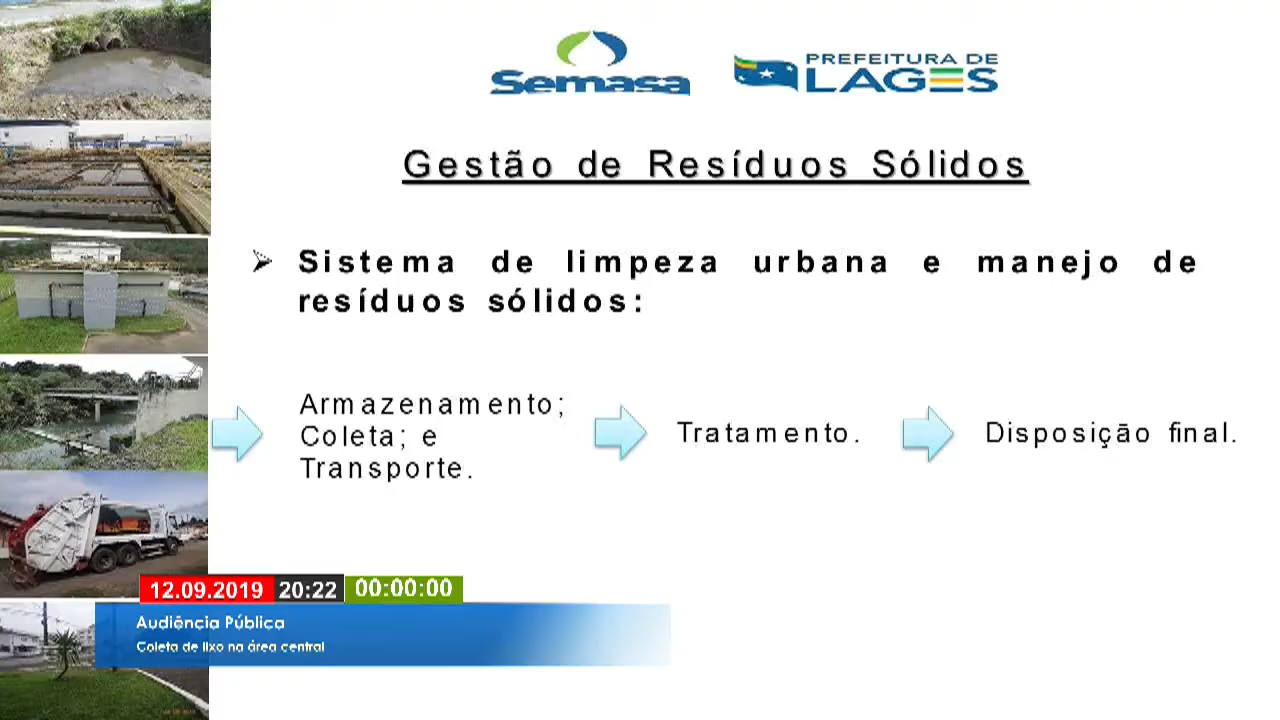 Semasa
PREFEITURA DE
LAGES
Gestão de Resíduos Sólidos
Sistema de limpeza urbana e manejo de
resíduos sólidos:
Armazenamento;
Coleta; e
Transporte.
Tratamento.
Disposição final.
12.09.2019 20:22 00:00:00
Audiência Pública
Coleta de lixo na área central